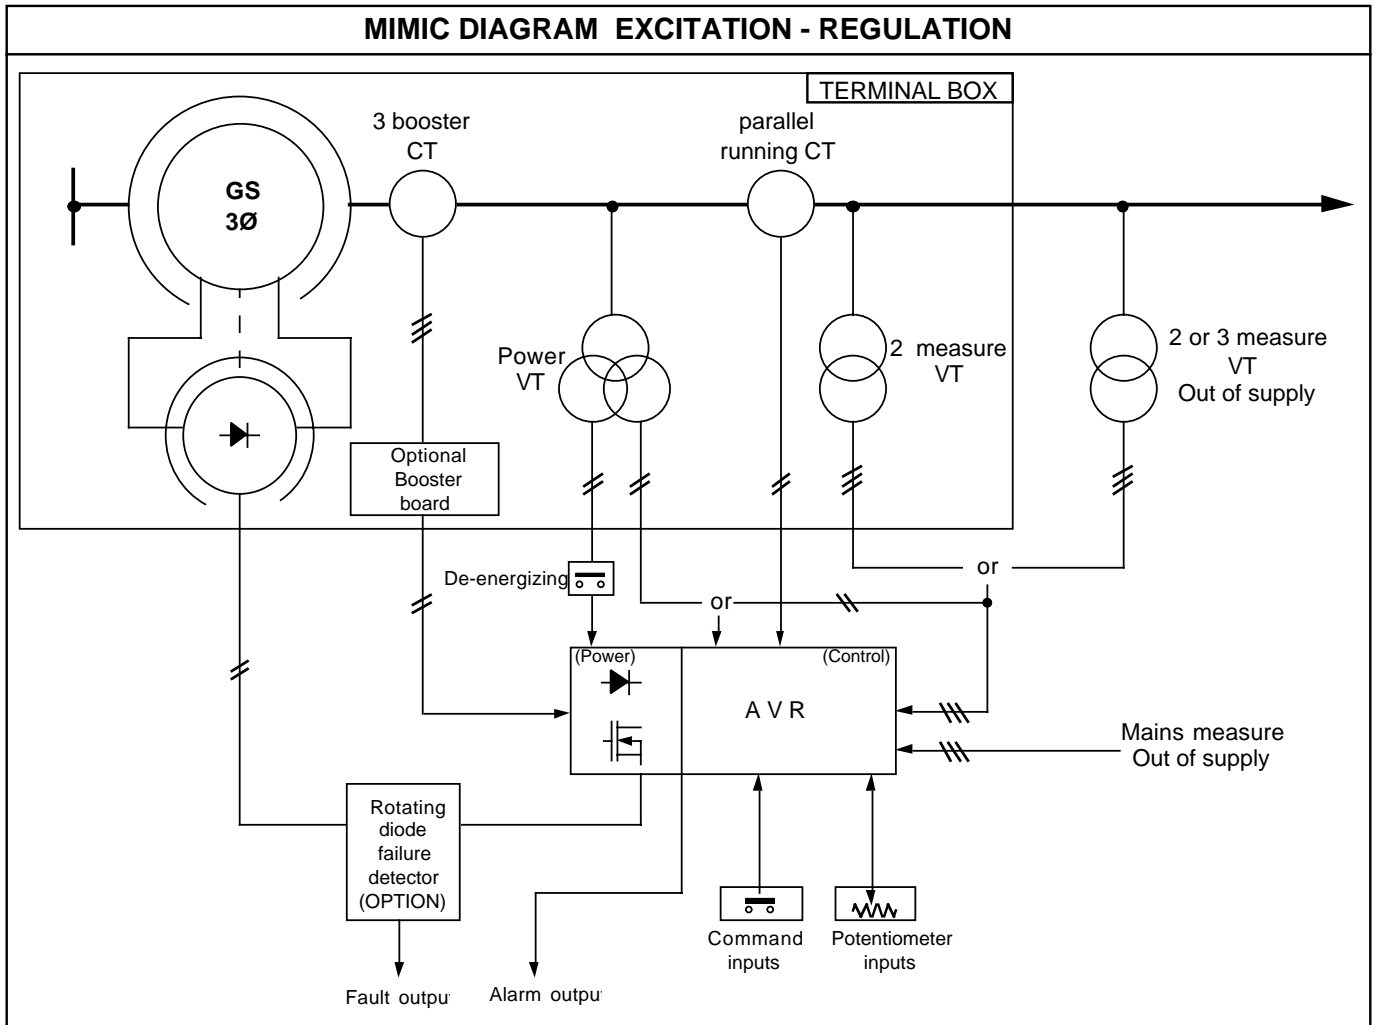 MIMIC DIAGRAM EXCITATION - REGULATION
TERMINAL BOX
3 booster
CT
parallel
running CT
GS
3Ø
Power
VT
2 measure
VT
2 or 3 measure
VT
Out of supply
Optional
Booster
board
De-energizing
or
or
(Power)
(Control)
A V R
Mains measure
Out of supply
Rotating
diode
failure
detector
(OPTION)
Command
inputs
Potentiometer
inputs
Fault outpu
Alarm outpu